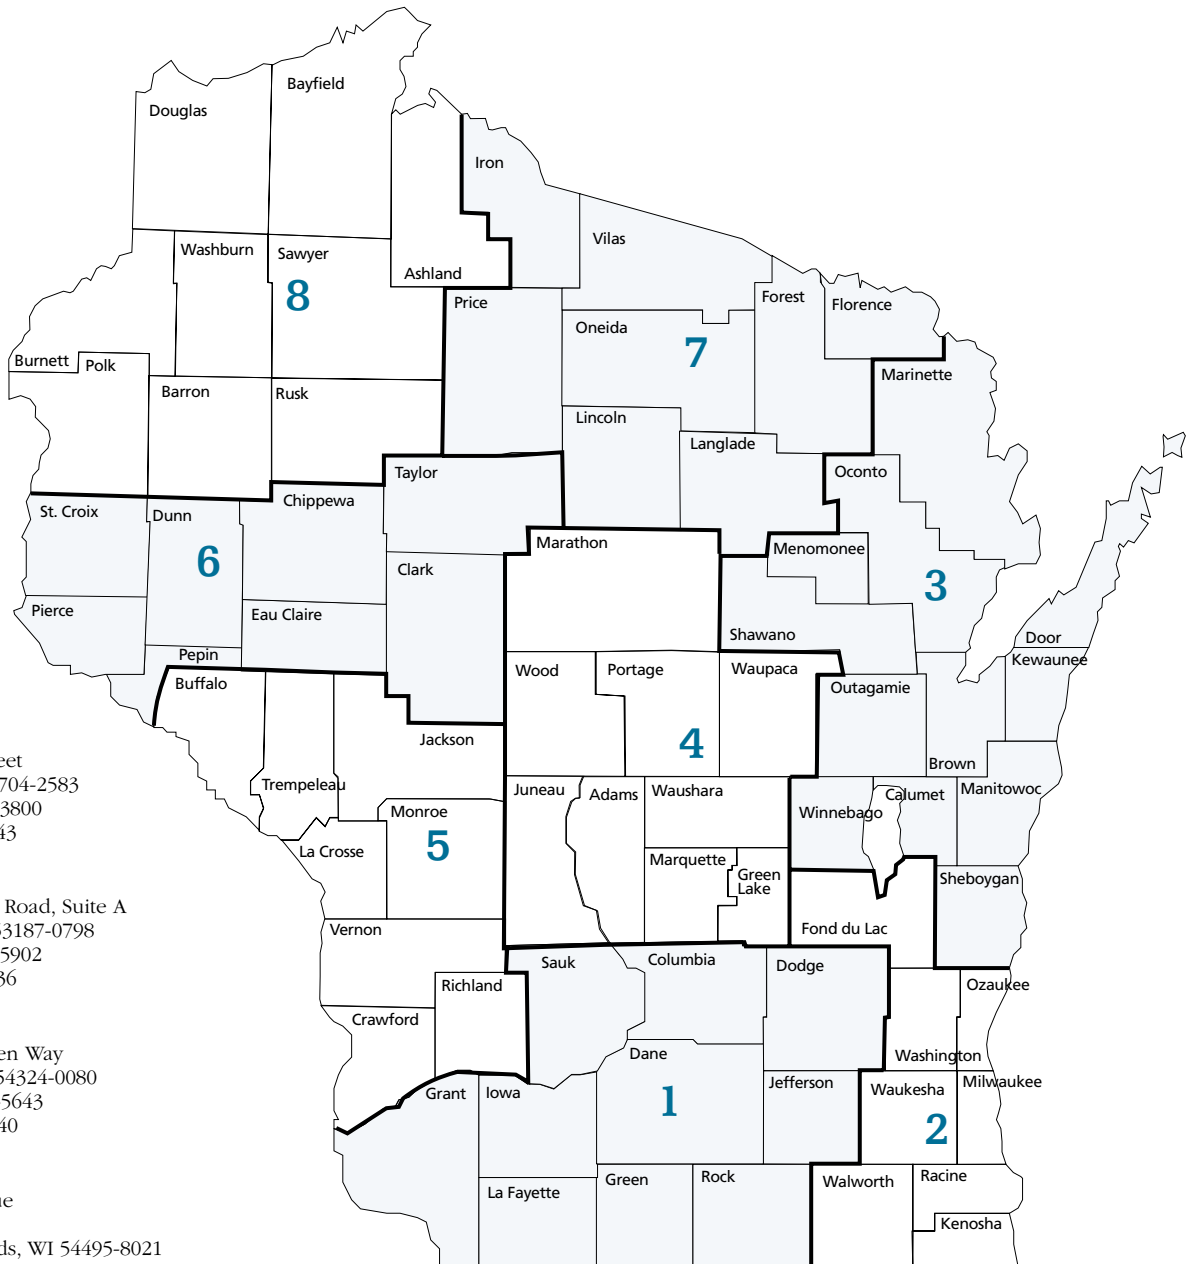 Bayfield
Douglas
Iron
Vilas
Washburn
Sawyer
Ashland
8
Price
Forest
Florence
Oneida
7
Burnett
Polk
Marinette
Barron
Rusk
Lincoln
Langlade
Taylor
Oconto
Chippewa
St. Croix
Dunn
Marathon
Menomonee
6
Clark
3
Pierce
Eau Claire
Shawano
Door
Pepin
Kewaunee
Wood
Portage
Waupaca
Buffalo
Outagamie
Jackson
4
Brown
Trempeleau
Juneau
Adams
Waushara
Calumet
Manitowoc
Monroe
Winnebago
5
La Crosse
Marquette
Green
Lake
Sheboygan
Vernon
Fond du Lac
Sauk
Columbia
Dodge
Richland
Ozaukee
Crawford
Dane
Washington
Jefferson
Milwaukee
Grant
Iowa
Waukesha
1
2
La Fayette
Green
Rock
Walworth
Racine
Kenosha
eet
704-2583
3800
43
Road, Suite A
53187-0798
5902
36
en Way
54324-0080
5643
40
ue
ds, WI 54495-8021